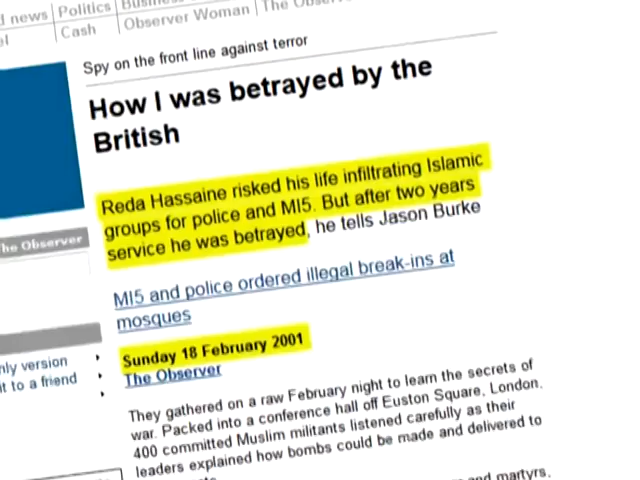 news | Politics |
Cash | Observer Woman | The
Spy on the front line against terror
How I was betrayed by the
British
Reda Hassaine risked his life infiltrating Islamic
groups for police and MI5. But after two years
service he was betrayed, he tells Jason Burke
he Observer
MI5 and police ordered illegal break-ins at
mosques
Sunday 18 February 2001
The Observer
nly version
it to a friend
They gathered on a raw February night to learn the secrets of
war. Packed into a conference hall off Euston Square, London,
400 committed Muslim militants listened carefully as their
leaders explained how bombs could be made and delivered to
and martyrs.